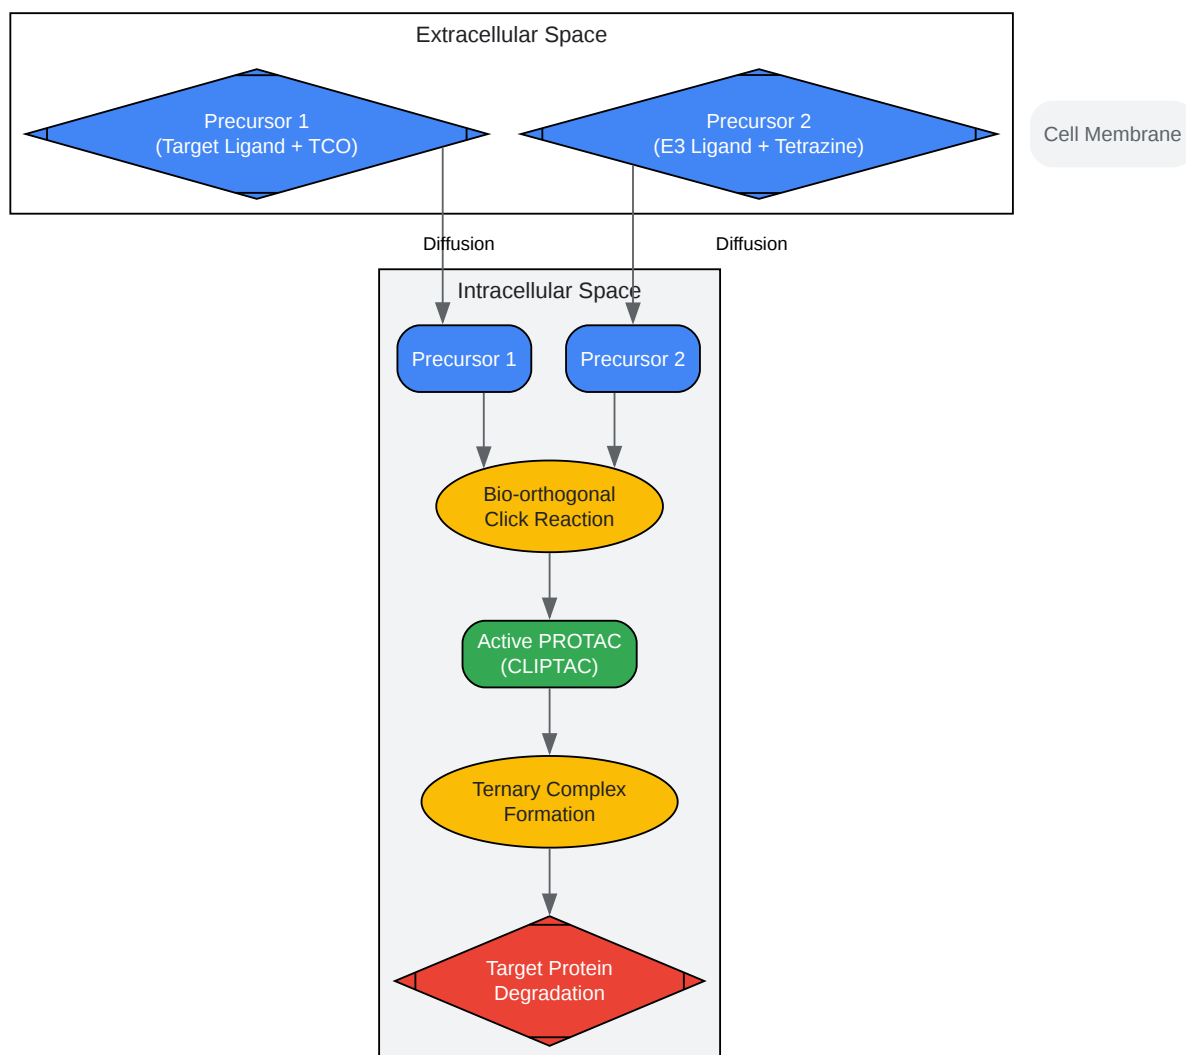 Extracellular Space
Precursor 1
(Target Ligand + TCO)
Precursor 2
(E3 Ligand + Tetrazine)
Cell Membrane
Diffusion
Diffusion
Intracellular Space
Precursor 1
Precursor 2
Bio-orthogonal
Click Reaction
Active PROTAC
(CLIPTAC)
Ternary Complex
Formation
Target Protein
Degradation